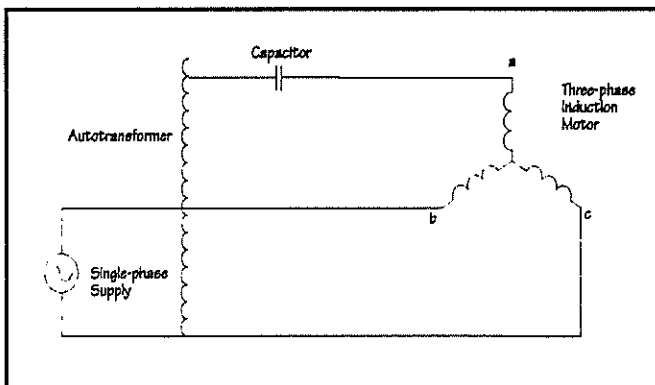 Capacitor
a
Three-phase
Induction
Motor
Autotransformer
b
c
Single-phase
Supply